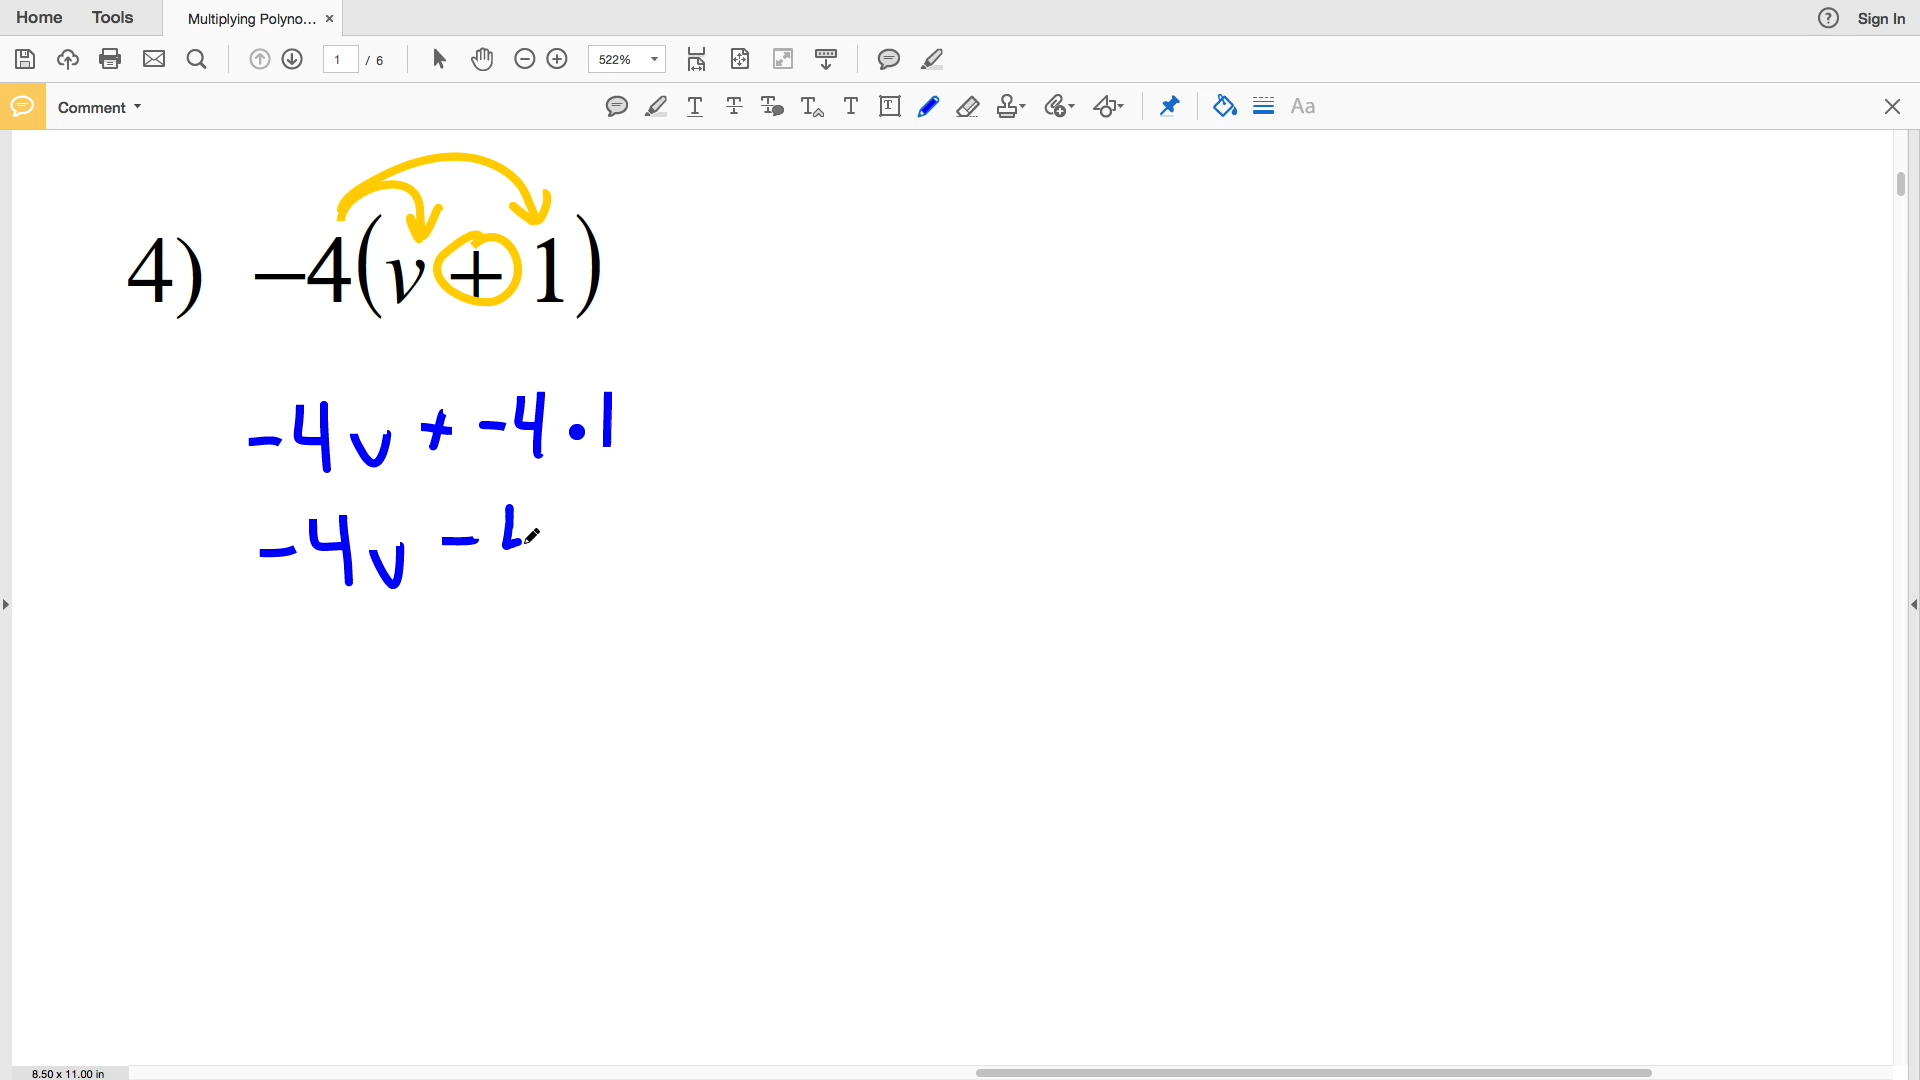 Home Tools Multiplying Polyno... × ? Sign In
1 / 6 522%
Comment Aa
4) −4(v + 1)
-4v + -4 · 1
-4v -
8.50 x 11.00 in